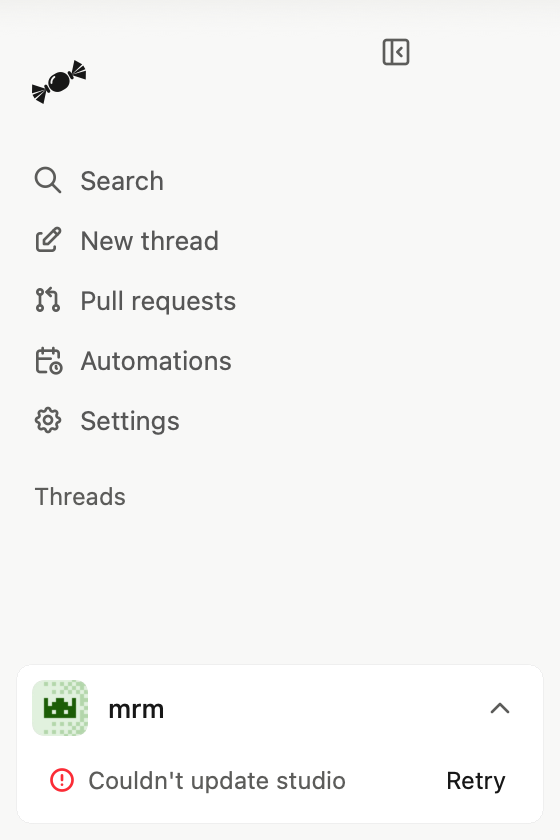 Search
New thread
Pull requests
Automations
Settings
Threads
mrm
Couldn't update studio Retry